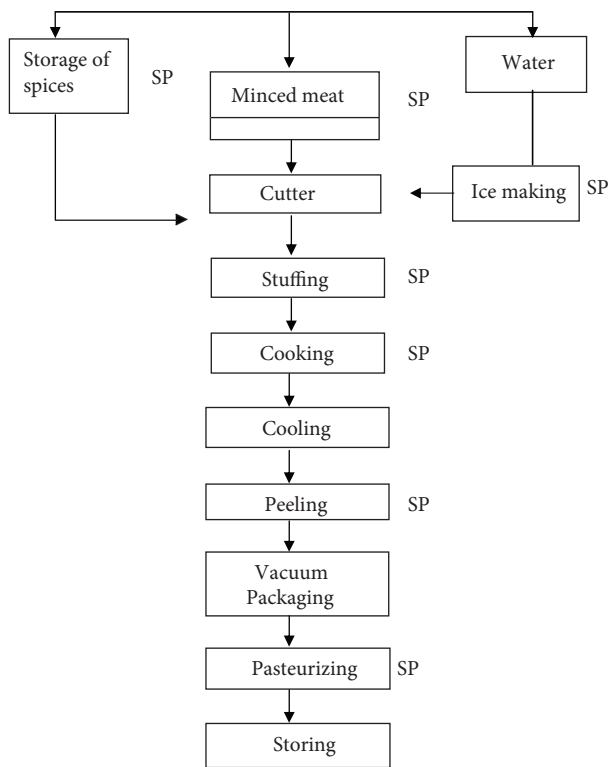 Storage of
spices
SP
Minced meat
SP
Water
Cutter
Ice making
SP
Stuffing
SP
Cooking
SP
Cooling
Peeling
SP
Vacuum
Packaging
Pasteurizing
SP
Storing